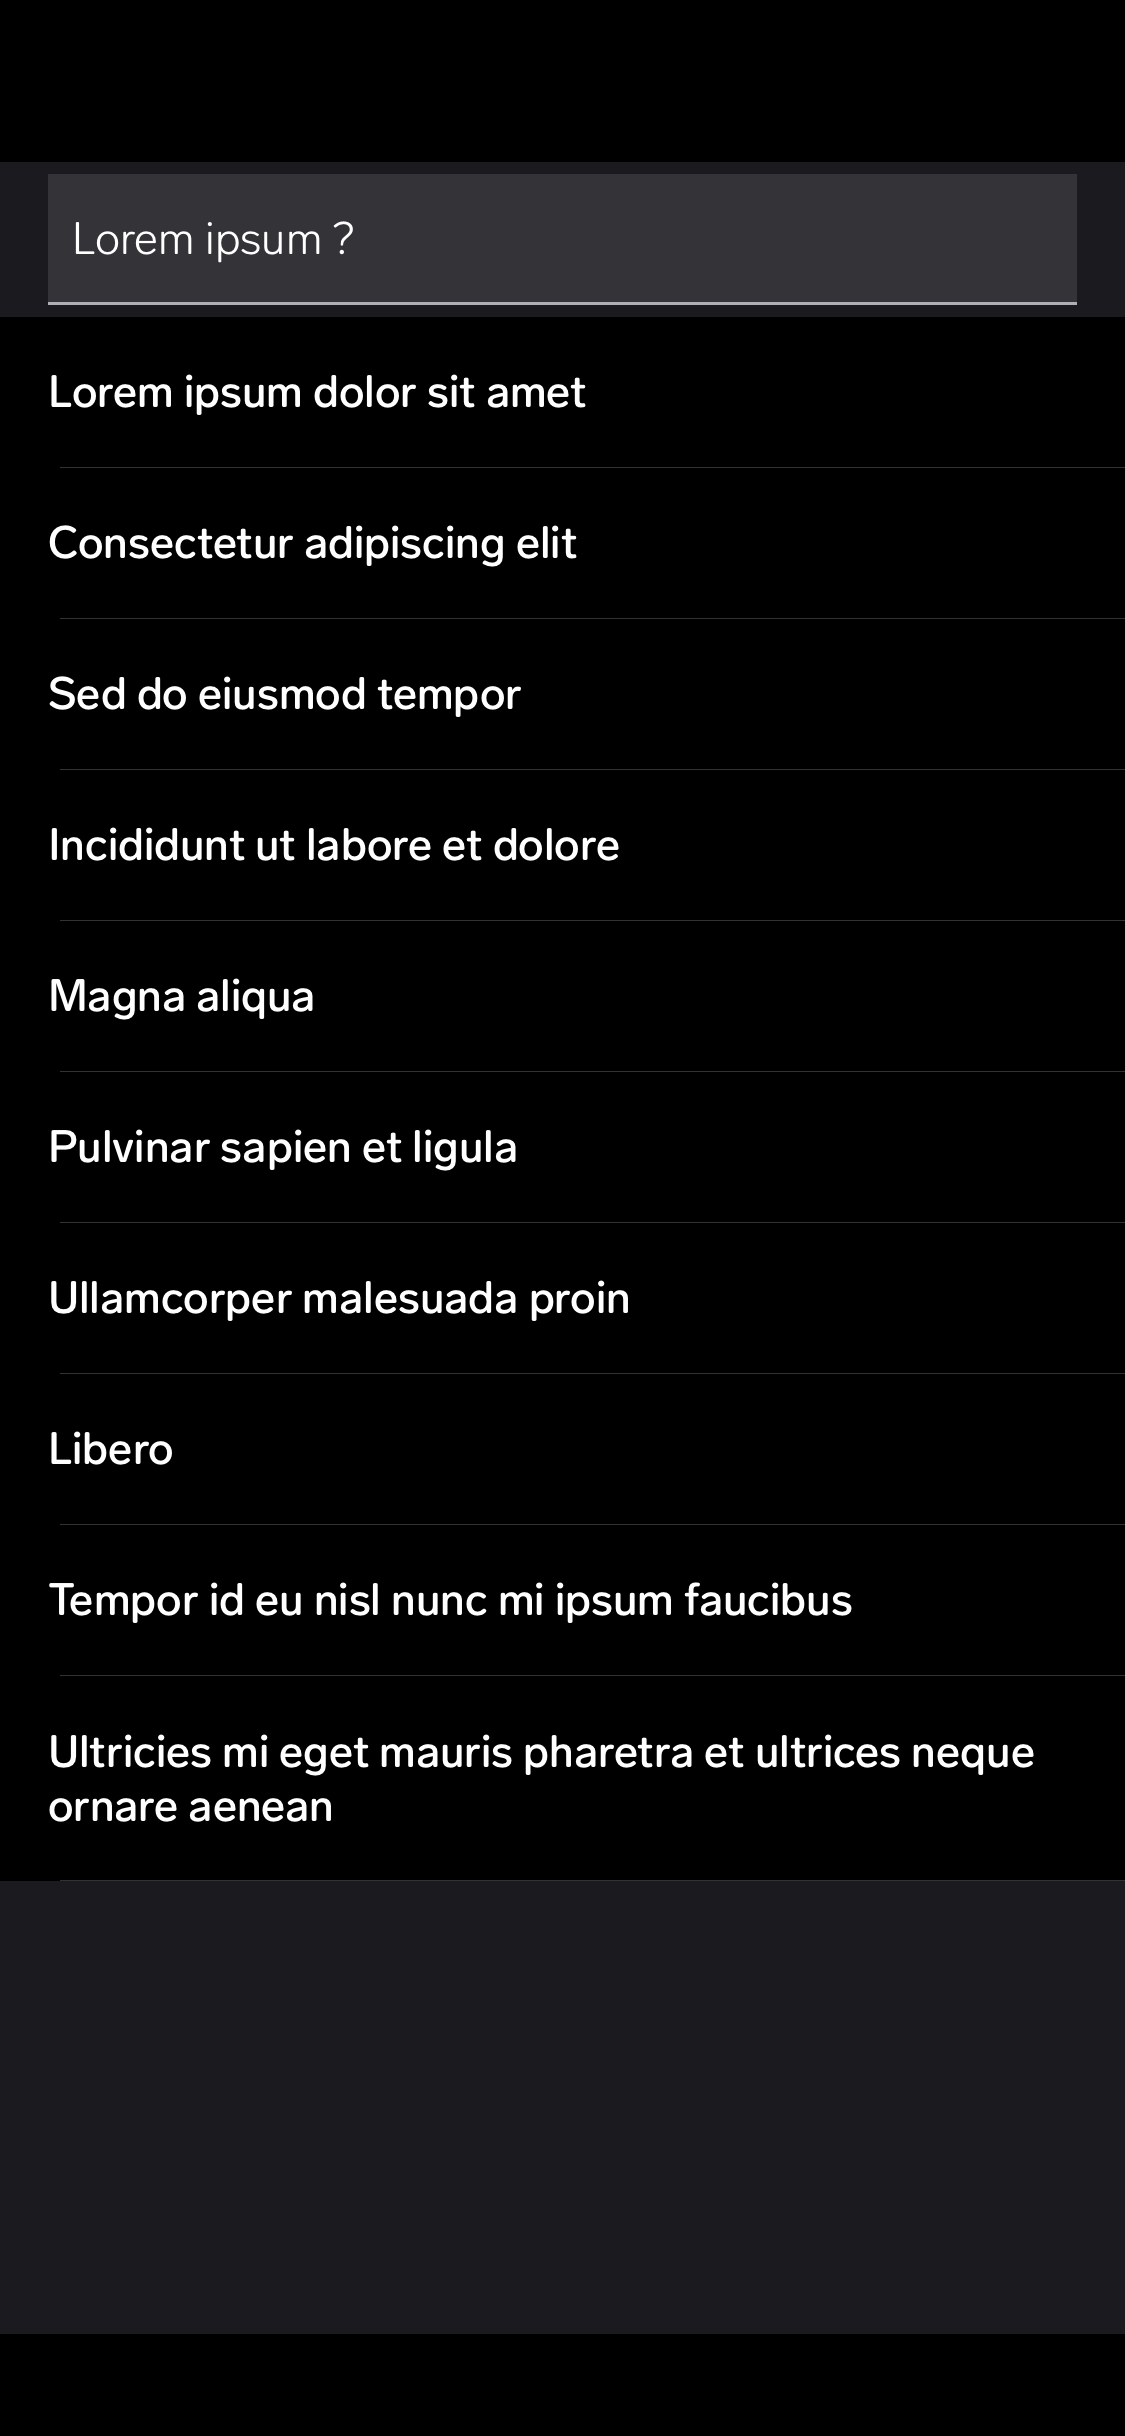 Lorem ipsum ?
Lorem ipsum dolor sit amet
Consectetur adipiscing elit
Sed do eiusmod tempor
Incididunt ut labore et dolore
Magna aliqua
Pulvinar sapien et ligula
Ullamcorper malesuada proin
Libero
Tempor id eu nisl nunc mi ipsum faucibus
Ultricies mi eget mauris pharetra et ultrices neque
ornare aenean